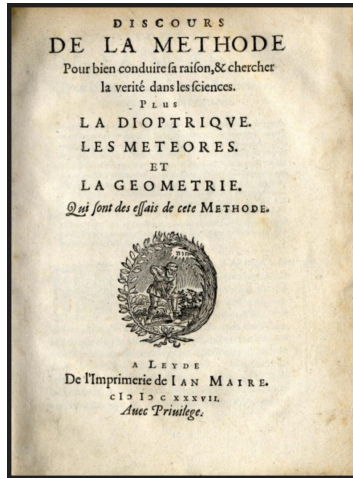 DISCOURS
DE LA METHODE
Pour bien conduire ſa raiſon, & chercher
la verité dans les ſciences.
PLUS
LA DIOPTRIQVE.
LES METEORES.
ET
LA GEOMETRIE.
Qui ſont des eſſais de cete METHODE.
A LEYDE
De l'Imprimerie de IAN MAIRE.
cIↃ IↃ c XXXVII.
Auec Priuilege.